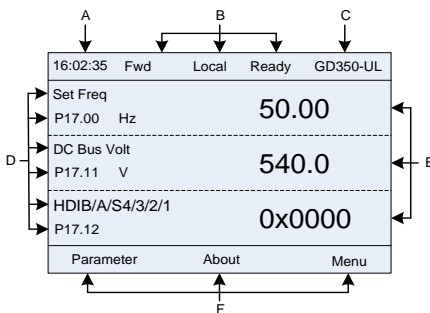 A B C
16:02:35 Fwd Local Ready GD350-UL
Set Freq
P17.00 Hz 50.00
DC Bus Volt
P17.11 V 540.0
D E
HDIB/A/S4/3/2/1
P17.12 0x0000
Parameter About Menu
F